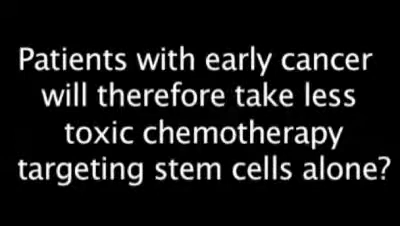 Patients with early cancer
will therefore take less
toxic chemotherapy
targeting stem cells alone?